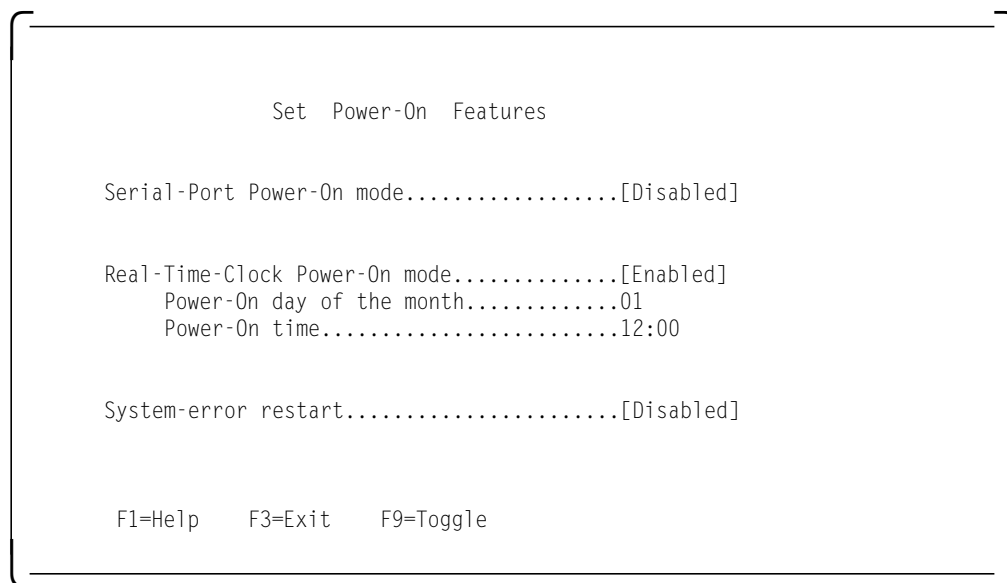 Set Power-On Features
Serial-Port Power-On mode..................[Disabled]
Real-Time-Clock Power-On mode..............[Enabled]
Power-On day of the month.............01
Power-On time.........................12:00
System-error restart.......................[Disabled]
F1=Help F3=Exit F9=Toggle